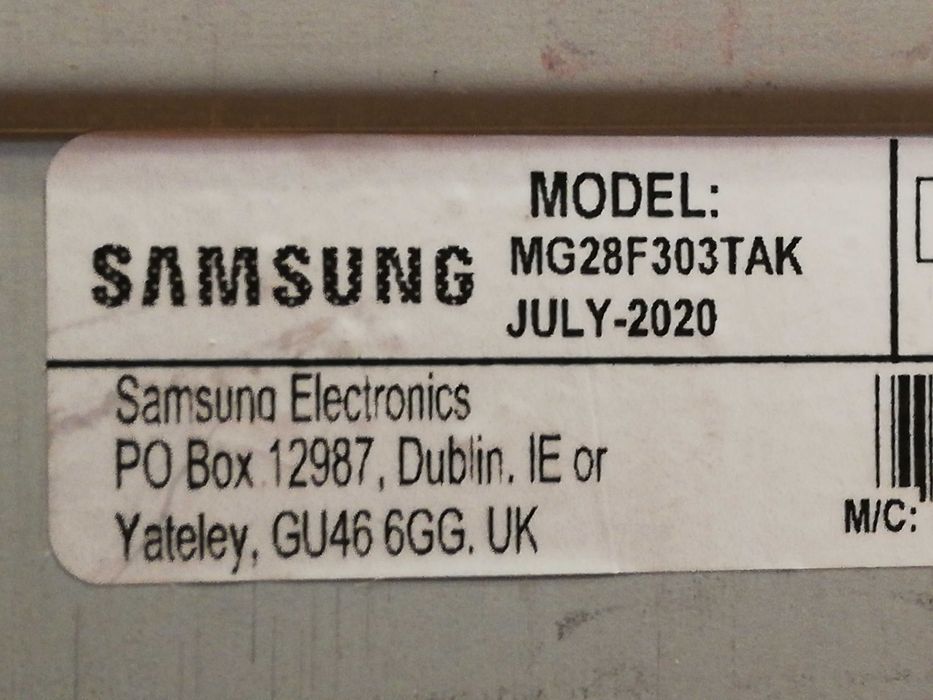 MODEL:
SAMSUNG MG28F303TAK
JULY-2020
Samsung Electronics
PO Box 12987, Dublin. IE or
Yateley, GU46 6GG. UK
M/C: